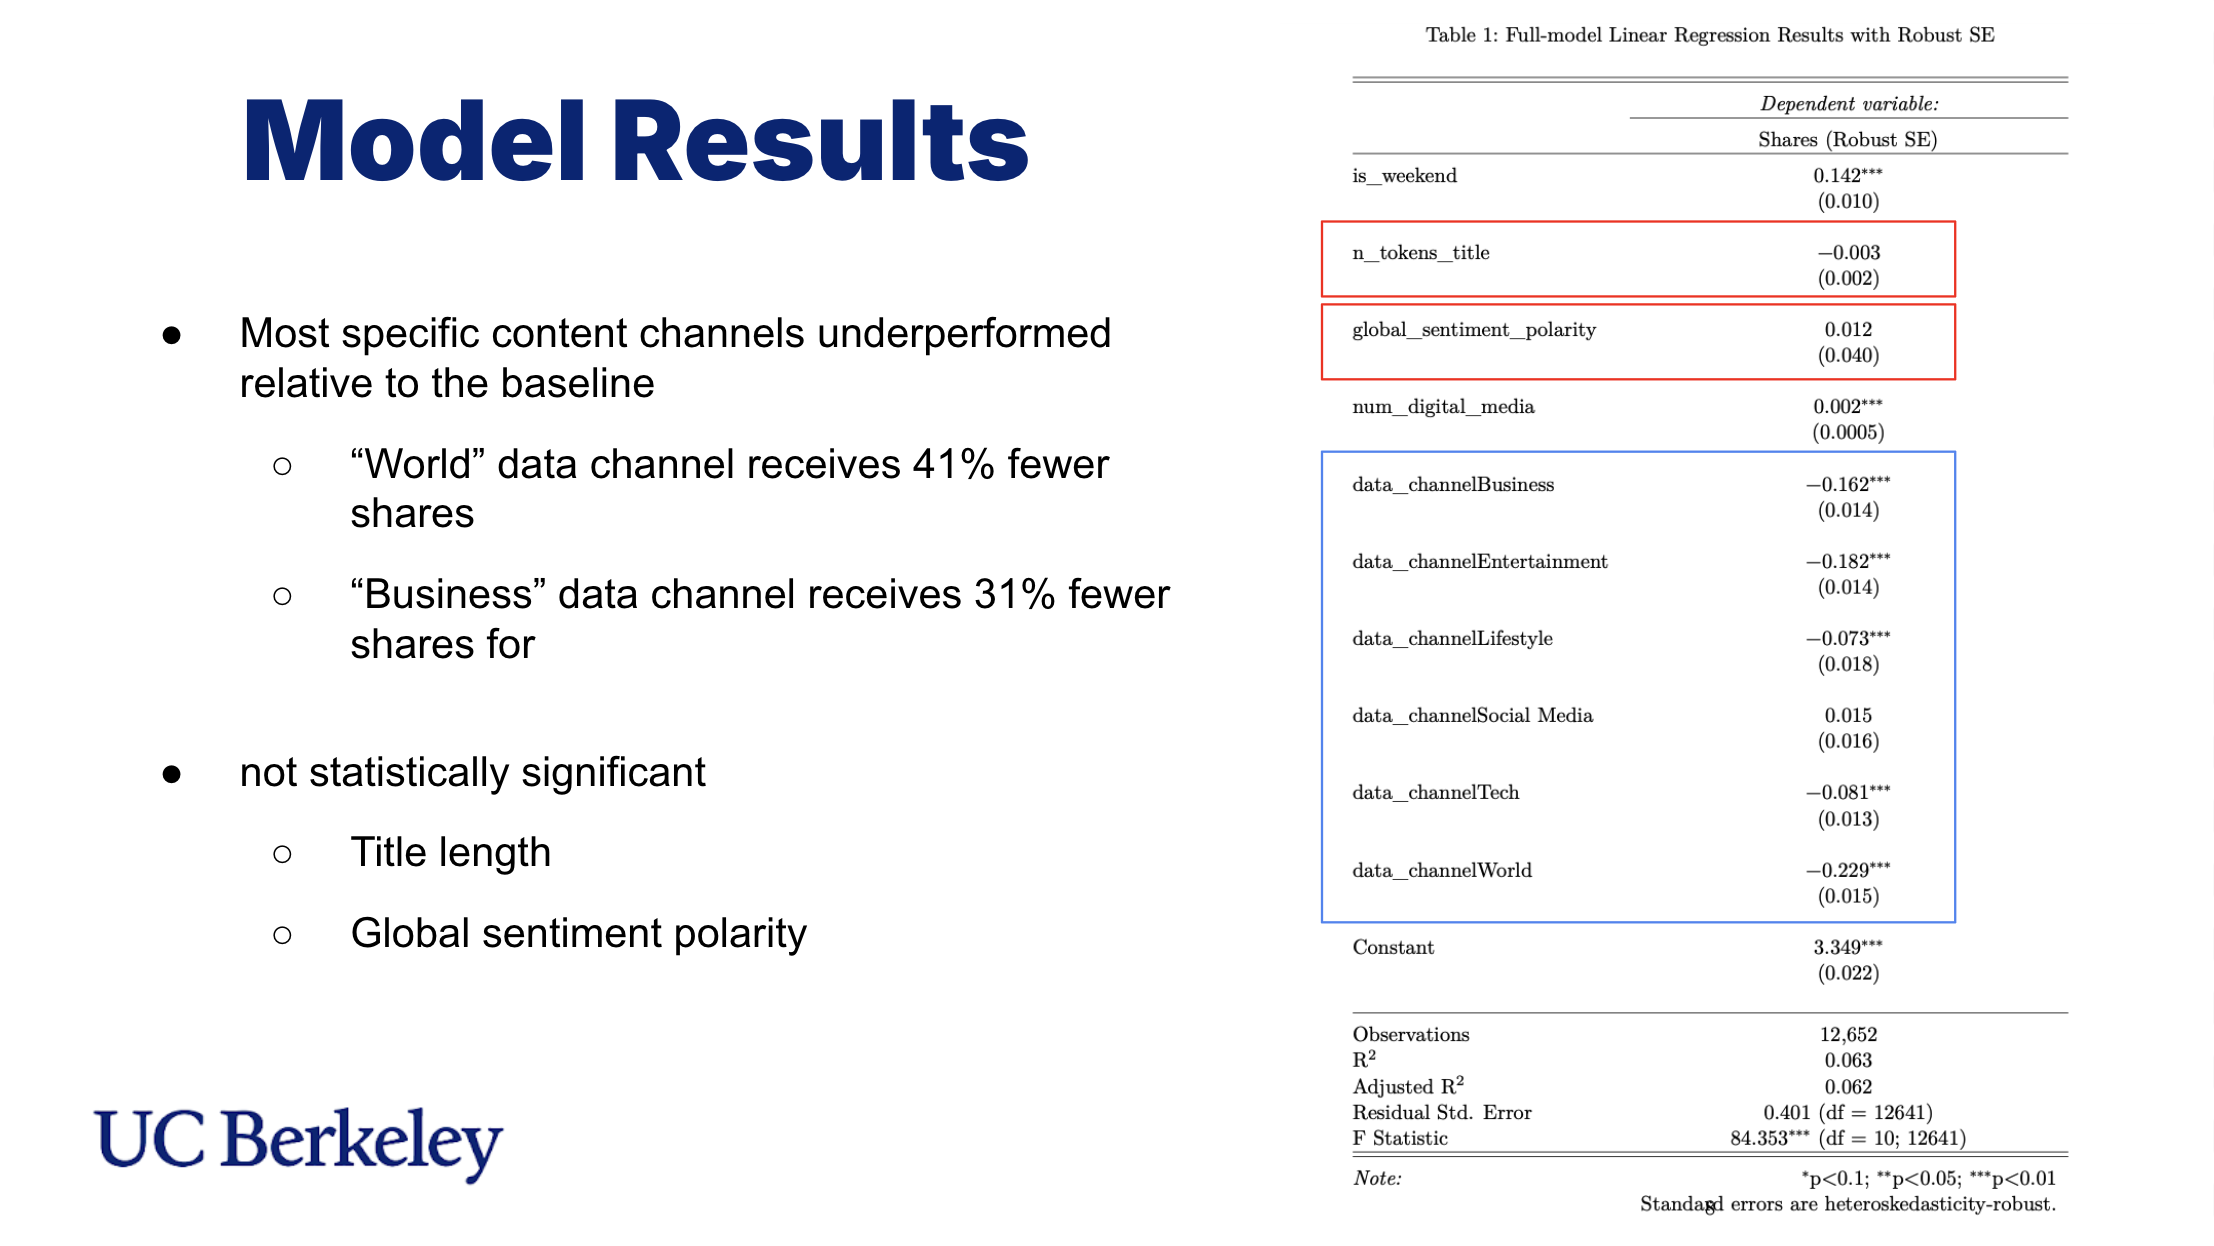 Model Results
● Most specific content channels underperformed
relative to the baseline
○ “World” data channel receives 41% fewer
shares
○ “Business” data channel receives 31% fewer
shares for
● not statistically significant
○ Title length
○ Global sentiment polarity
UC Berkeley
Table 1: Full-model Linear Regression Results with Robust SE
Dependent variable:
Shares (Robust SE)
is_weekend 0.142***
(0.010)
n_tokens_title −0.003
(0.002)
global_sentiment_polarity 0.012
(0.040)
num_digital_media 0.002***
(0.0005)
data_channelBusiness −0.162***
(0.014)
data_channelEntertainment −0.182***
(0.014)
data_channelLifestyle −0.073***
(0.018)
data_channelSocial Media 0.015
(0.016)
data_channelTech −0.081***
(0.013)
data_channelWorld −0.229***
(0.015)
Constant 3.349***
(0.022)
Observations 12,652
R² 0.063
Adjusted R² 0.062
Residual Std. Error 0.401 (df = 12641)
F Statistic 84.353*** (df = 10; 12641)
Note: *p<0.1; **p<0.05; ***p<0.01
Standard errors are heteroskedasticity-robust.
8